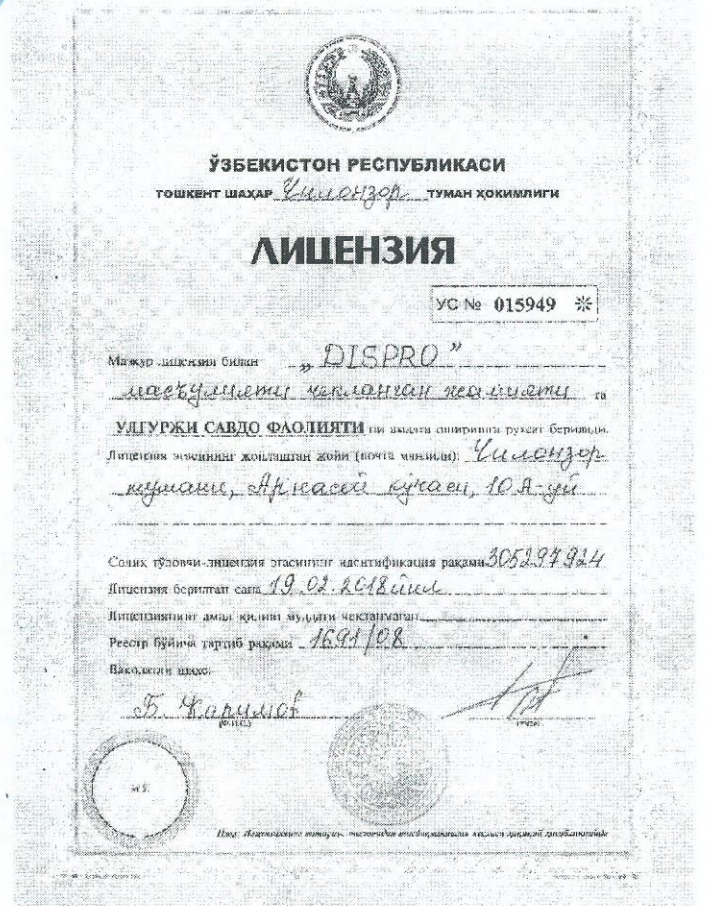 ЎЗБЕКИСТОН РЕСПУБЛИКАСИ
ТОШКЕНТ ШАҲАР Чилонзор ТУМАН ҲОКИМЛИГИ
ЛИЦЕНЗИЯ
УС № 015949
Мазкур лицензия билан „DISPRO”
масъулияти чекланган жамияти га
УЛГУРЖИ САВДО ФАОЛИЯТИ ни амалга ошириш рухсат берилади.
Лицензия эгасининг жойлашган жойи (почта манзили): Чилонзор
тумани, Арнасой кўчаси, 10 А-уй
Солиқ тўловчи-лицензия эгасининг идентификация рақами 305297924
Лицензия берилган сана 19.02.2018 йил
Лицензиянинг амал қилиш муддати чекланмаган
Реестр бўйича тартиб рақами 1691/08
Ваколатли шахс:
Б. Каримов
(Ф.И.О.)
(имзо)
М.Ў.